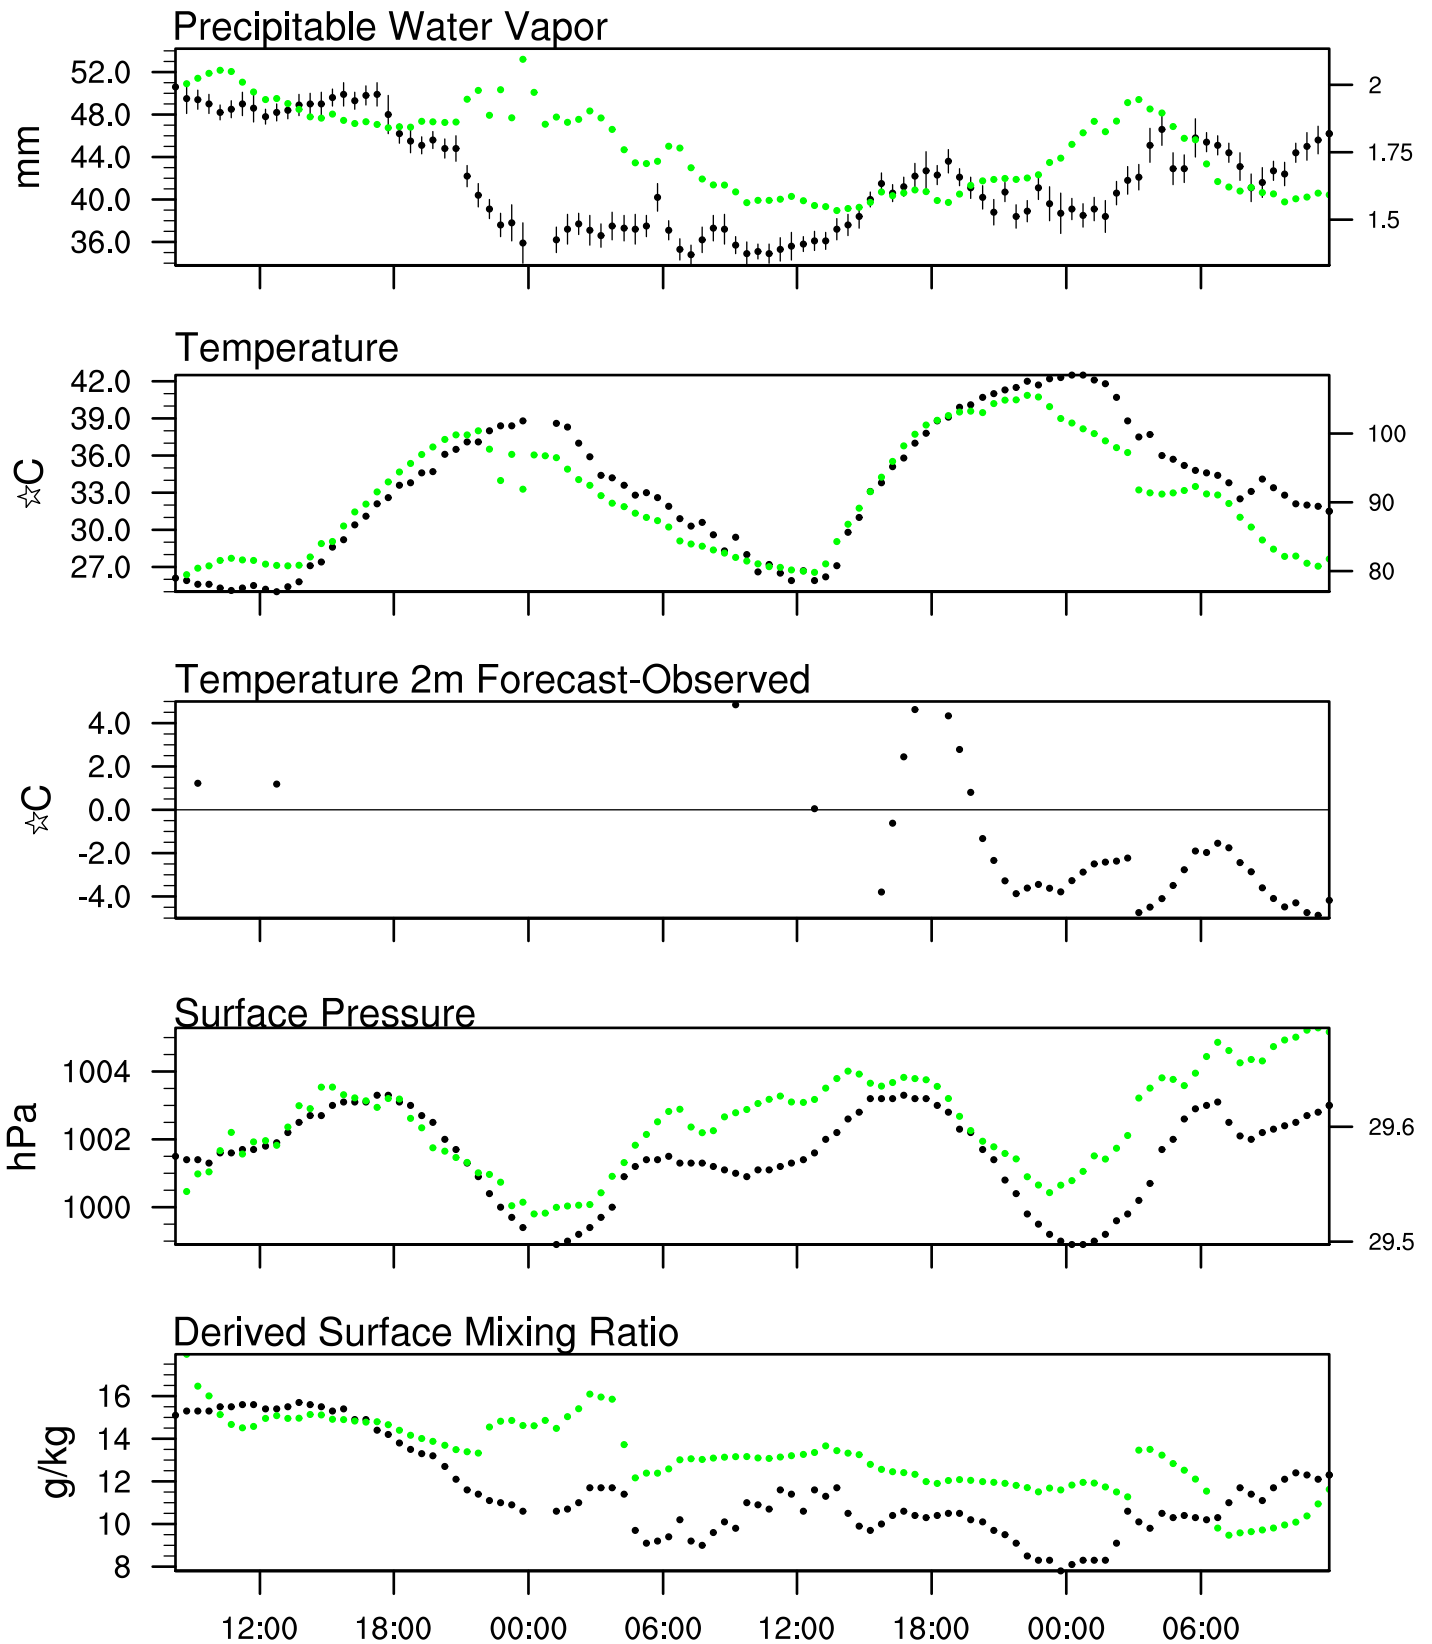 Precipitable Water Vapor
52.0
48.0
44.0
40.0
36.0
mm
2
1.75
1.5
Temperature
42.0
39.0
36.0
33.0
30.0
27.0
☆C
100
90
80
Temperature 2m Forecast-Observed
4.0
2.0
0.0
-2.0
-4.0
☆C
Surface Pressure
1004
1002
1000
hPa
29.6
29.5
Derived Surface Mixing Ratio
16
14
12
10
8
g/kg
12:00 18:00 00:00 06:00 12:00 18:00 00:00 06:00